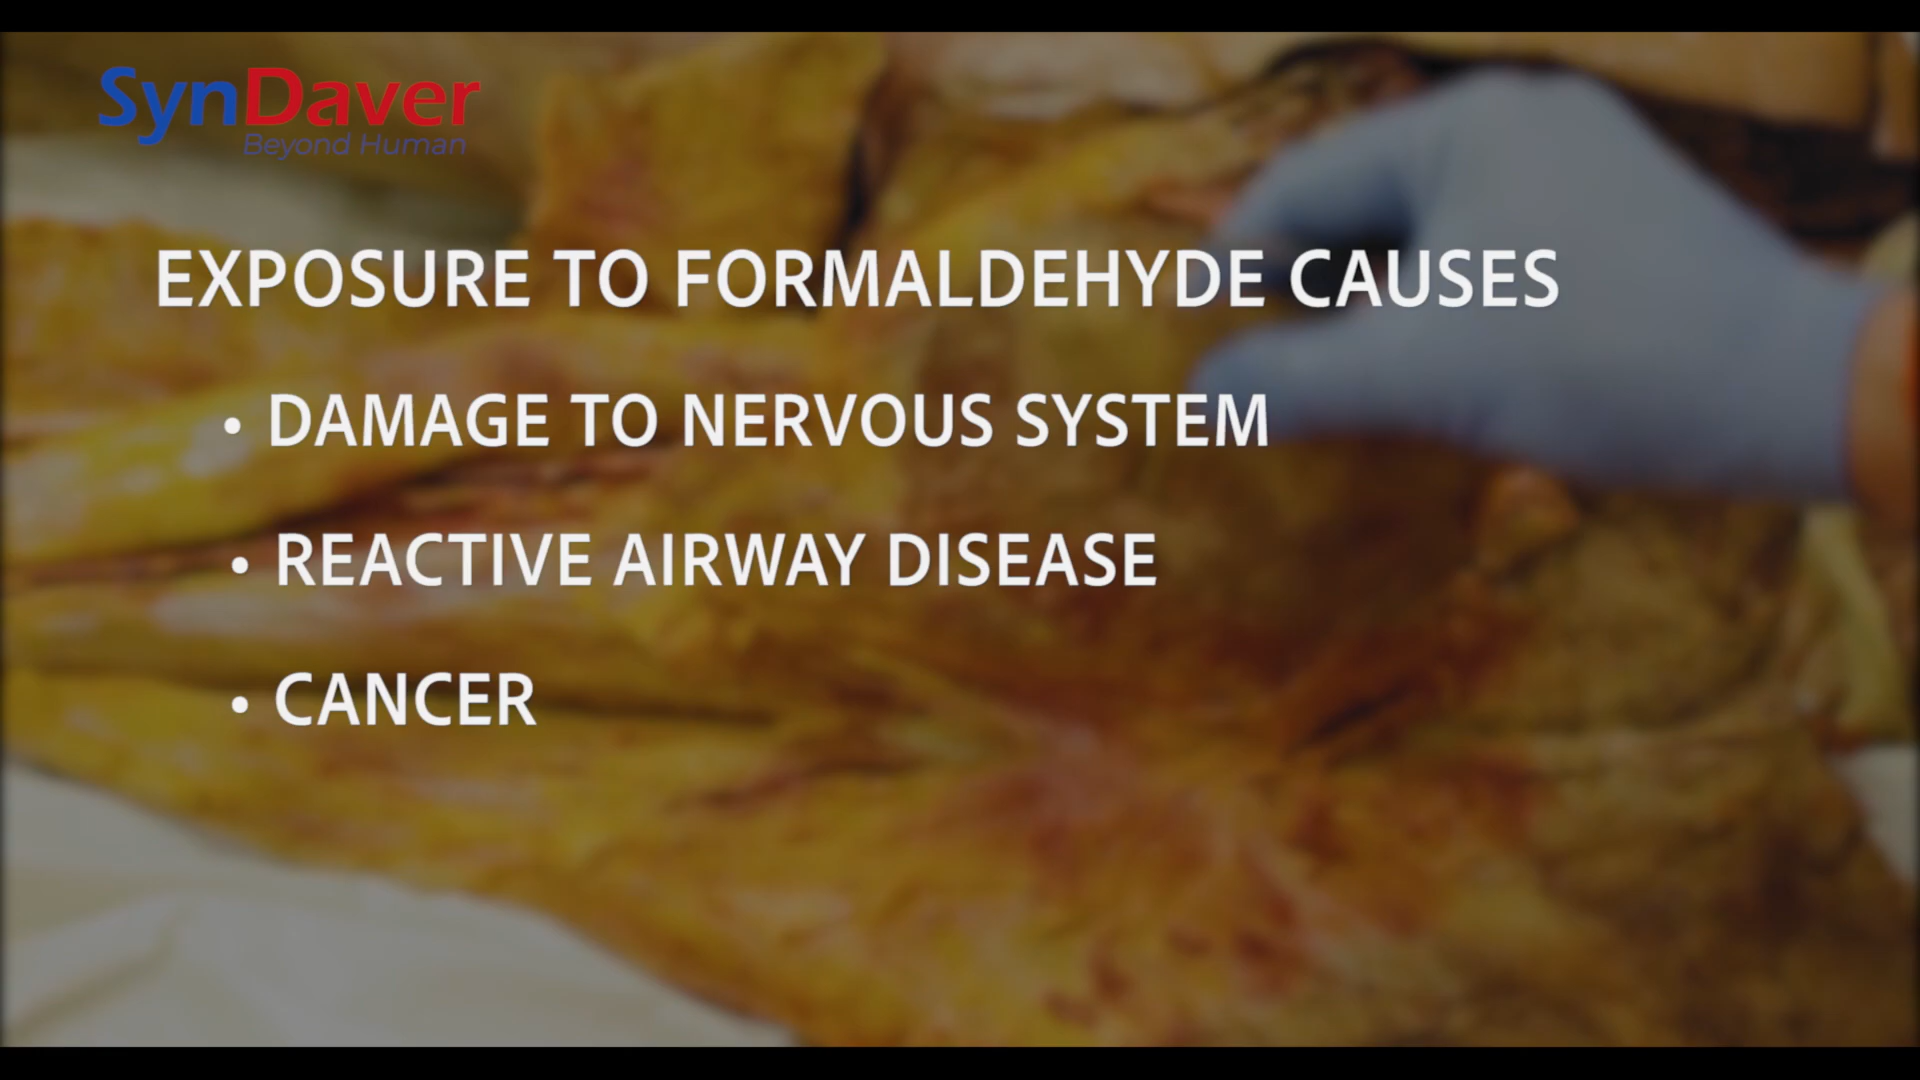 SynDaver
Beyond Human
EXPOSURE TO FORMALDEHYDE CAUSES
• DAMAGE TO NERVOUS SYSTEM
• REACTIVE AIRWAY DISEASE
• CANCER